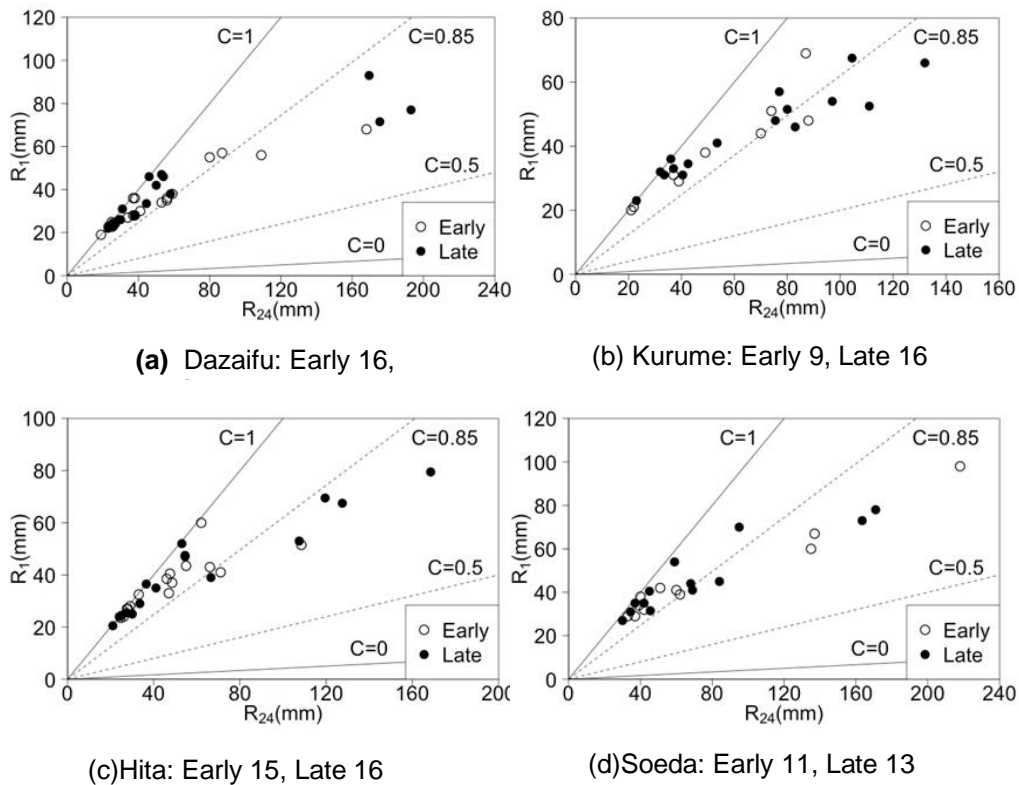 120
100
80
60
40
20
0
R1(mm)
C=1
C=0.85
C=0.5
C=0
Early
Late
0 40 80 120 160 200 240
R24(mm)
(a) Dazaifu: Early 16,
80
60
40
20
0
R1(mm)
C=1
C=0.85
C=0.5
C=0
Early
Late
0 20 40 60 80 100 120 140 160
R24(mm)
(b) Kurume: Early 9, Late 16
100
80
60
40
20
0
R1(mm)
C=1
C=0.85
C=0.5
C=0
Early
Late
0 40 80 120 160 200
R24(mm)
(c)Hita: Early 15, Late 16
120
100
80
60
40
20
0
R1(mm)
C=1
C=0.85
C=0.5
C=0
Early
Late
0 40 80 120 160 200 240
R24(mm)
(d)Soeda: Early 11, Late 13